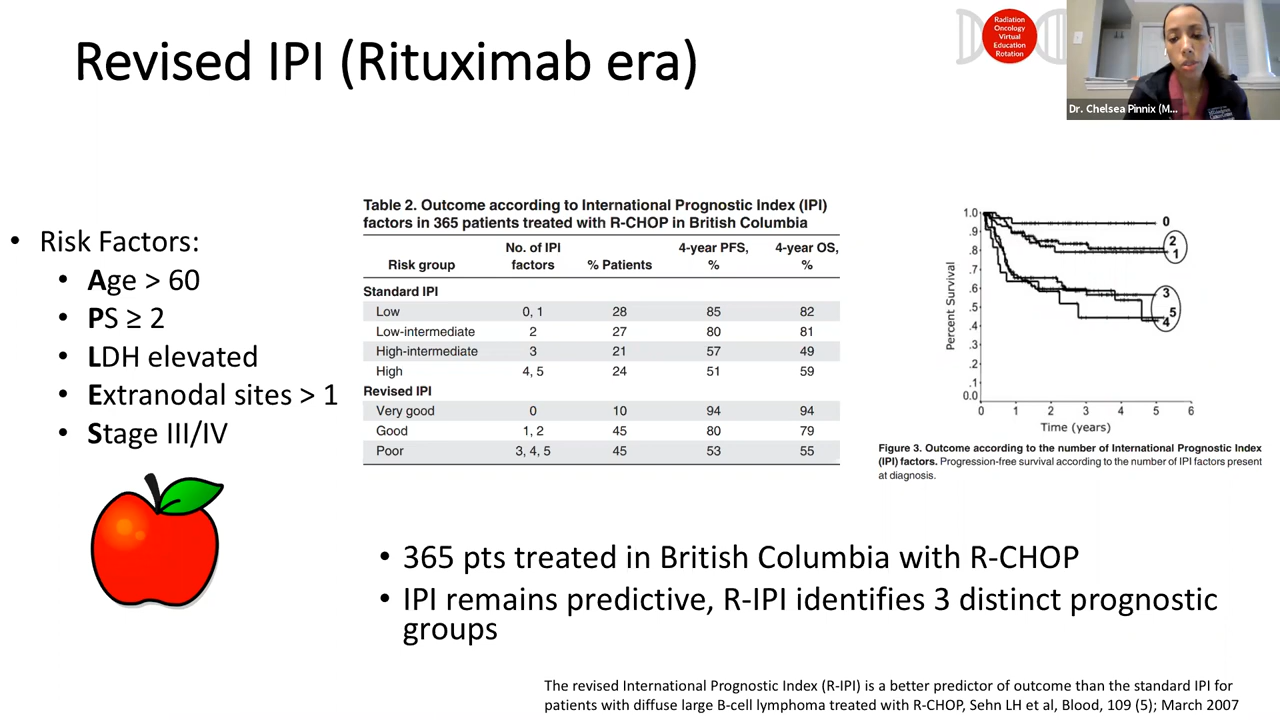 Revised IPI (Rituximab era)
Radiation
Oncology
Virtual
Education
Rotation
Dr. Chelsea Pinnix (M...
• Risk Factors:
• Age > 60
• PS ≥ 2
• LDH elevated
• Extranodal sites > 1
• Stage III/IV
Table 2. Outcome according to International Prognostic Index (IPI)
factors in 365 patients treated with R-CHOP in British Columbia
No. of IPI 4-year PFS, 4-year OS,
Risk group factors % Patients % %
Standard IPI
Low 0, 1 28 85 82
Low-intermediate 2 27 80 81
High-intermediate 3 21 57 49
High 4, 5 24 51 59
Revised IPI
Very good 0 10 94 94
Good 1, 2 45 80 79
Poor 3, 4, 5 45 53 55
Percent Survival
1.0
.9
.8
.7
.6
.5
.4
.3
.2
.1
0.0
0
2
1
3
5
4
0 1 2 3 4 5 6
Time (years)
Figure 3. Outcome according to the number of International Prognostic Index
(IPI) factors. Progression-free survival according to the number of IPI factors present
at diagnosis.
• 365 pts treated in British Columbia with R-CHOP
• IPI remains predictive, R-IPI identifies 3 distinct prognostic
groups
The revised International Prognostic Index (R-IPI) is a better predictor of outcome than the standard IPI for
patients with diffuse large B-cell lymphoma treated with R-CHOP, Sehn LH et al, Blood, 109 (5); March 2007